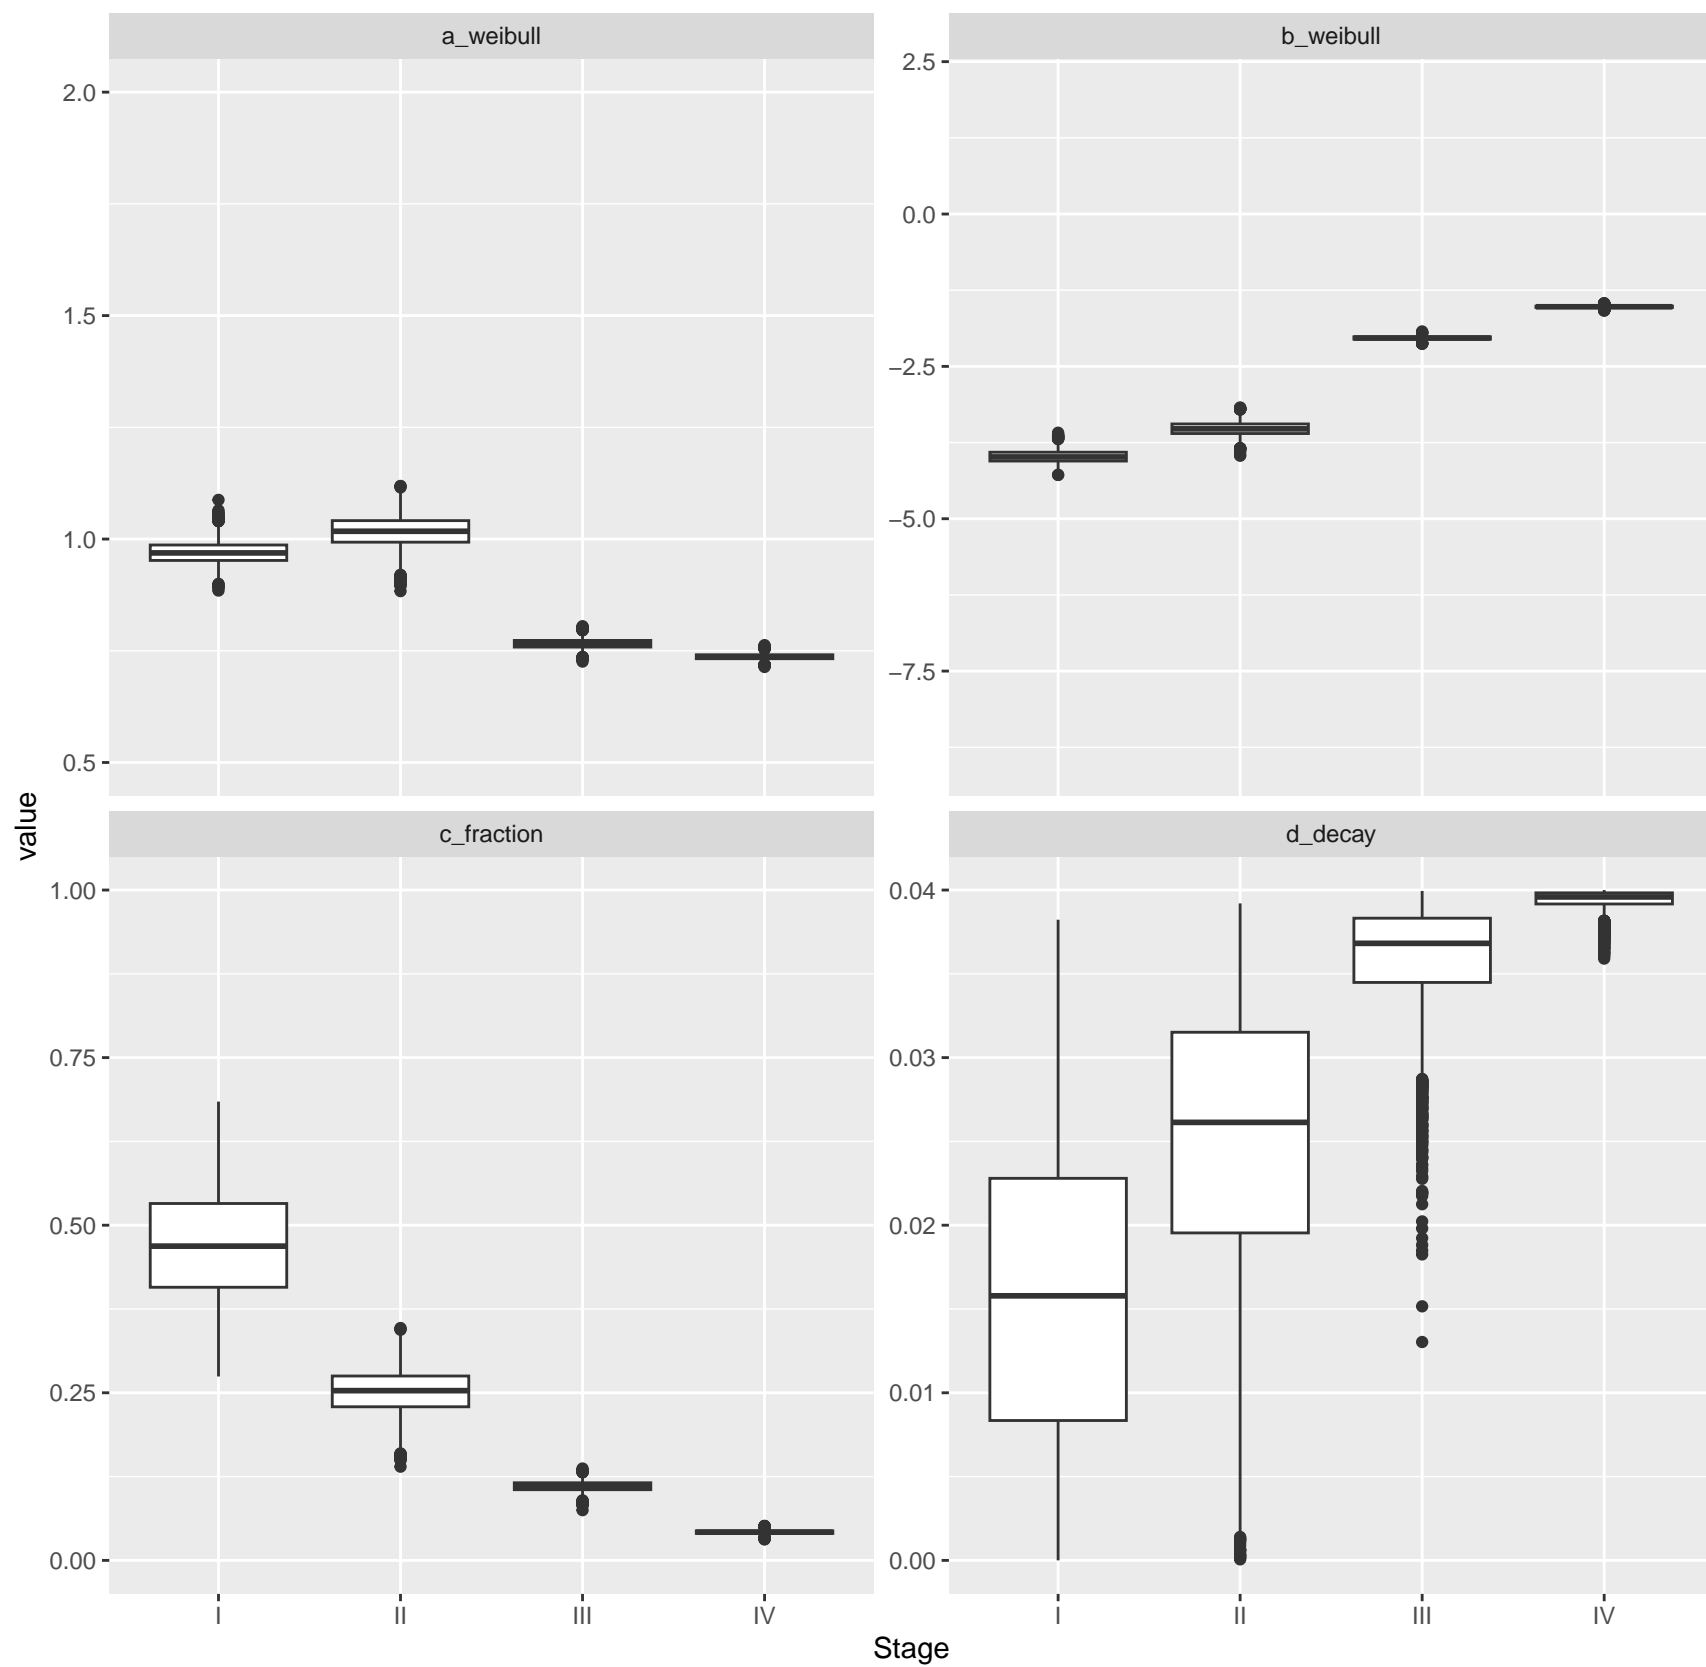 a_weibull
b_weibull
2.0
1.5
1.0
0.5
2.5
0.0
−2.5
−5.0
−7.5
value
c_fraction
d_decay
1.00
0.75
0.50
0.25
0.00
0.04
0.03
0.02
0.01
0.00
I II III IV
I II III IV
Stage